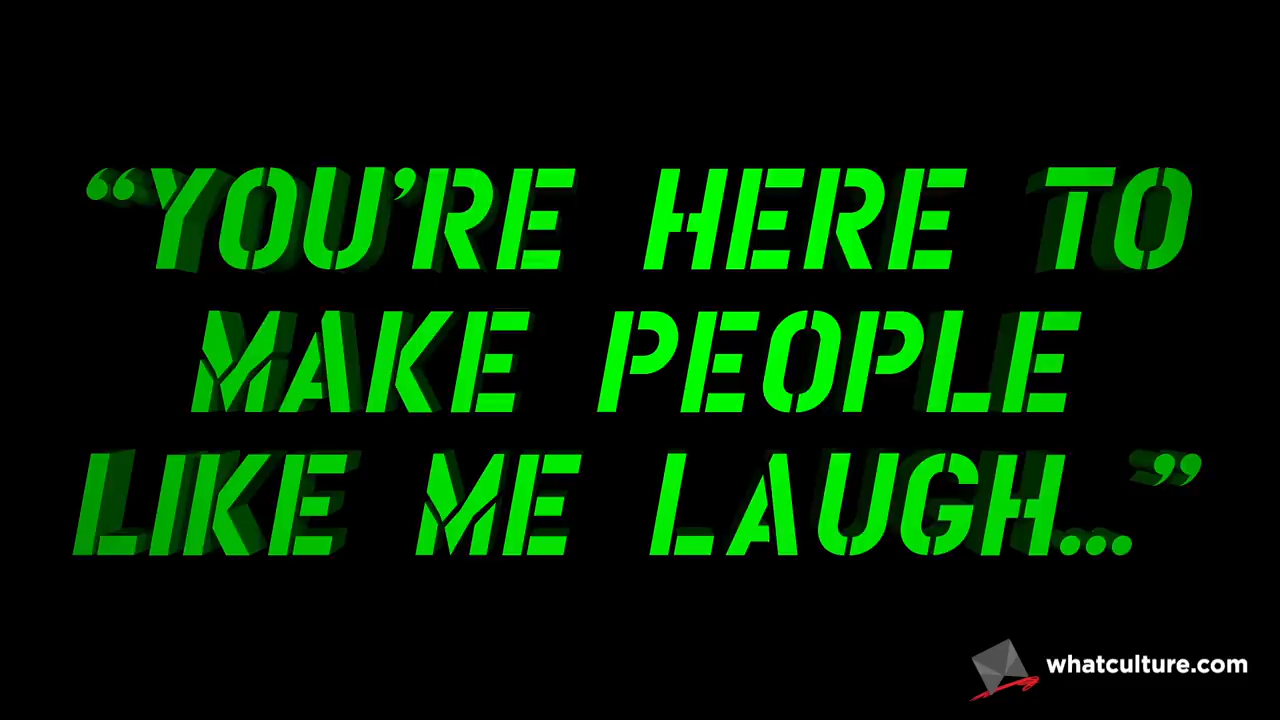 “YOU’RE HERE TO
MAKE PEOPLE
LIKE ME LAUGH...”
whatculture.com